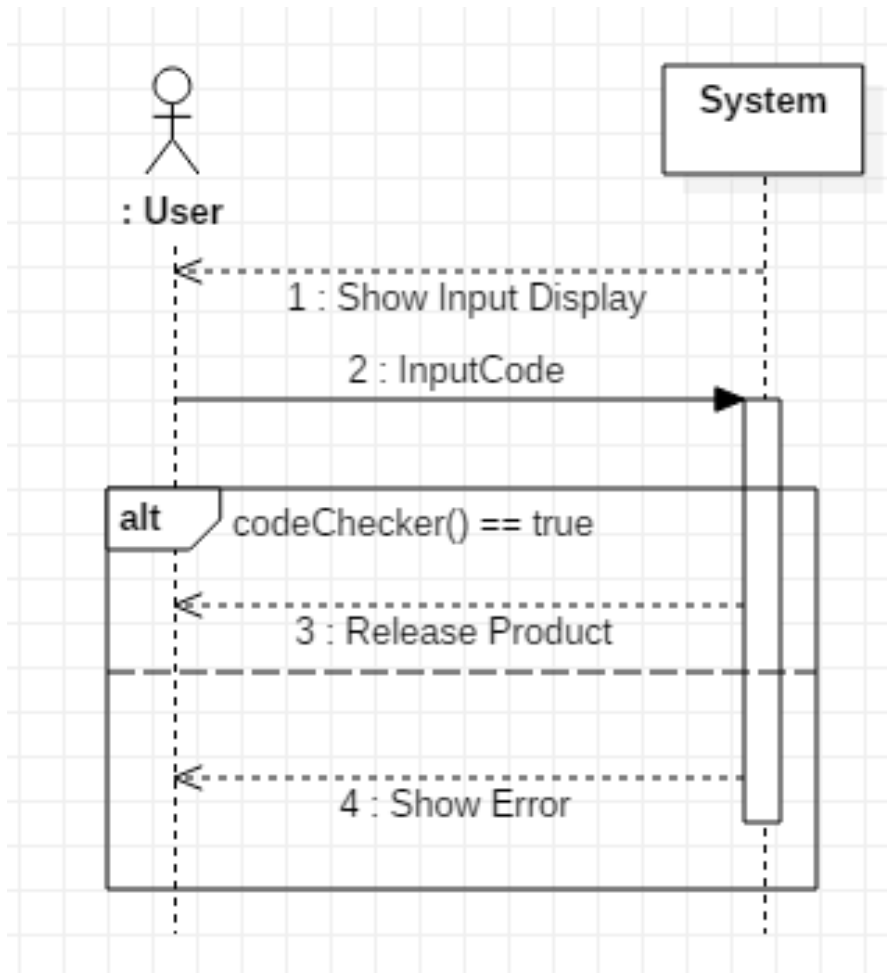 System
: User
1 : Show Input Display
2 : InputCode
alt
codeChecker() == true
3 : Release Product
4 : Show Error